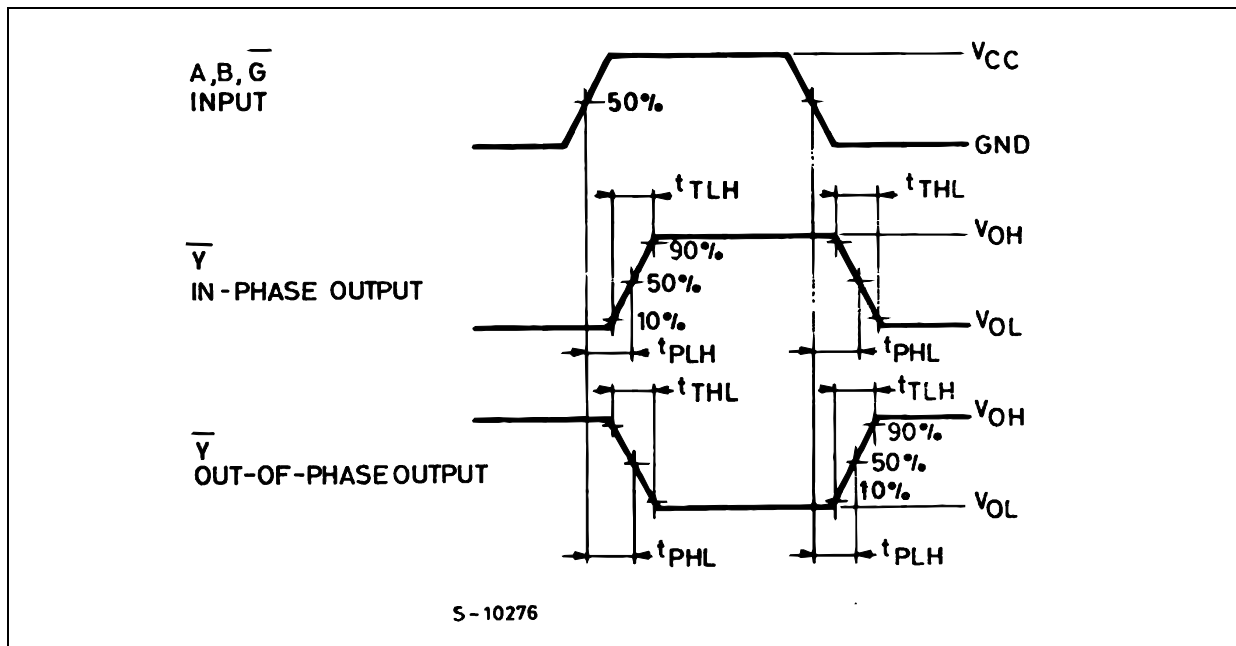 A,B,G̅
INPUT
50%
VCC
GND
tTLH
tTHL
Y̅
IN-PHASE OUTPUT
90%
50%
10%
VOH
VOL
tPLH
tPHL
tTHL
tTLH
Y̅
OUT-OF-PHASE OUTPUT
VOH
90%
50%
10%
VOL
tPHL
tPLH
S-10276